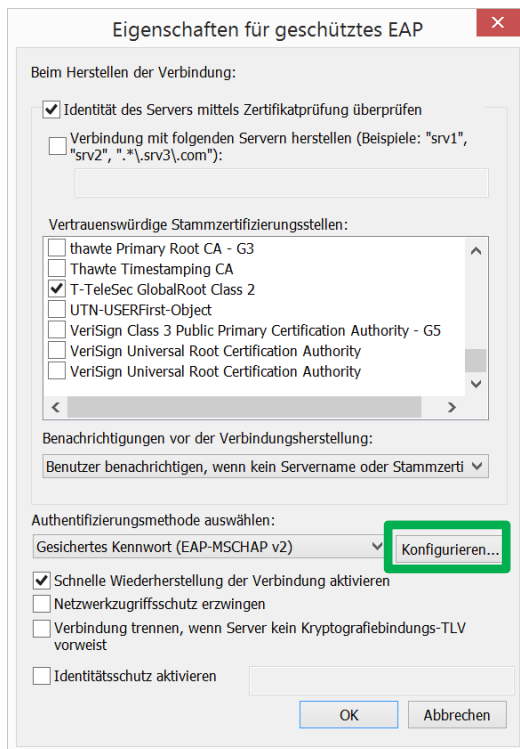 Eigenschaften für geschütztes EAP
Beim Herstellen der Verbindung:
Identität des Servers mittels Zertifikatprüfung überprüfen
Verbindung mit folgenden Servern herstellen (Beispiele: "srv1",
"srv2", ".*\.srv3\.com"):
Vertrauenswürdige Stammzertifizierungsstellen:
thawte Primary Root CA - G3
Thawte Timestamping CA
T-TeleSec GlobalRoot Class 2
UTN-USERFirst-Object
VeriSign Class 3 Public Primary Certification Authority - G5
VeriSign Universal Root Certification Authority
VeriSign Universal Root Certification Authority
Benachrichtigungen vor der Verbindungsherstellung:
Benutzer benachrichtigen, wenn kein Servername oder Stammzerti
Authentifizierungsmethode auswählen:
Gesichertes Kennwort (EAP-MSCHAP v2)
Konfigurieren...
Schnelle Wiederherstellung der Verbindung aktivieren
Netzwerkzugriffsschutz erzwingen
Verbindung trennen, wenn Server kein Kryptografiebindungs-TLV
vorweist
Identitätsschutz aktivieren
OK
Abbrechen